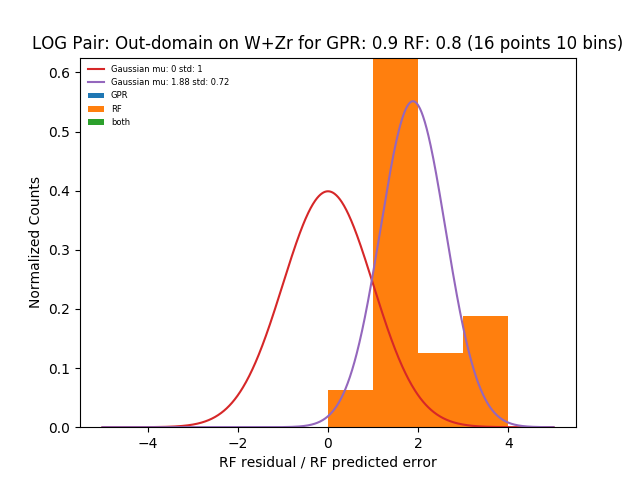 LOG Pair: Out-domain on W+Zr for GPR: 0.9 RF: 0.8 (16 points 10 bins)
Gaussian mu: 0 std: 1
Gaussian mu: 1.88 std: 0.72
GPR
RF
both
0.6
0.5
0.4
0.3
0.2
0.1
0.0
Normalized Counts
−4
−2
0
2
4
RF residual / RF predicted error